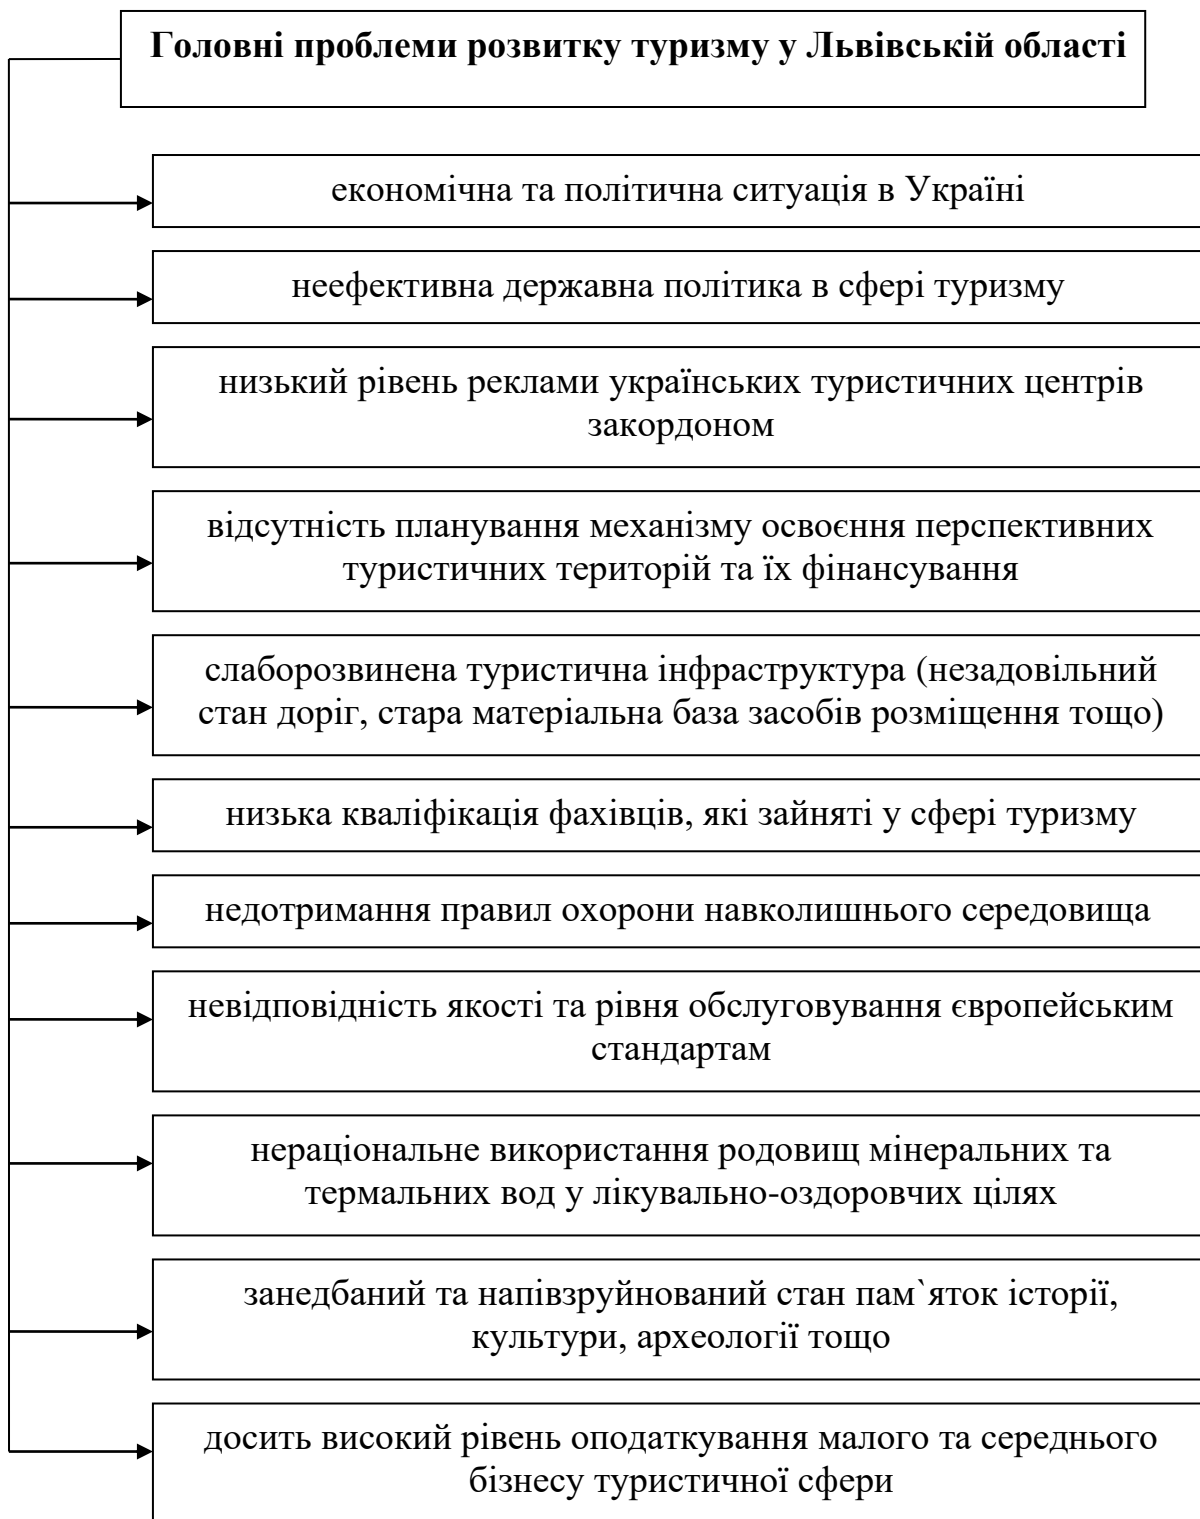 Головні проблеми розвитку туризму у Львівській області
економічна та політична ситуація в Україні
неефективна державна політика в сфері туризму
низький рівень реклами українських туристичних центрів
закордоном
відсутність планування механізму освоєння перспективних
туристичних територій та їх фінансування
слаборозвинена туристична інфраструктура (незадовільний
стан доріг, стара матеріальна база засобів розміщення тощо)
низька кваліфікація фахівців, які зайняті у сфері туризму
недотримання правил охорони навколишнього середовища
невідповідність якості та рівня обслуговування європейським
стандартам
нераціональне використання родовищ мінеральних та
термальних вод у лікувально-оздоровчих цілях
занедбаний та напівзруйнований стан пам`яток історії,
культури, археології тощо
досить високий рівень оподаткування малого та середнього
бізнесу туристичної сфери